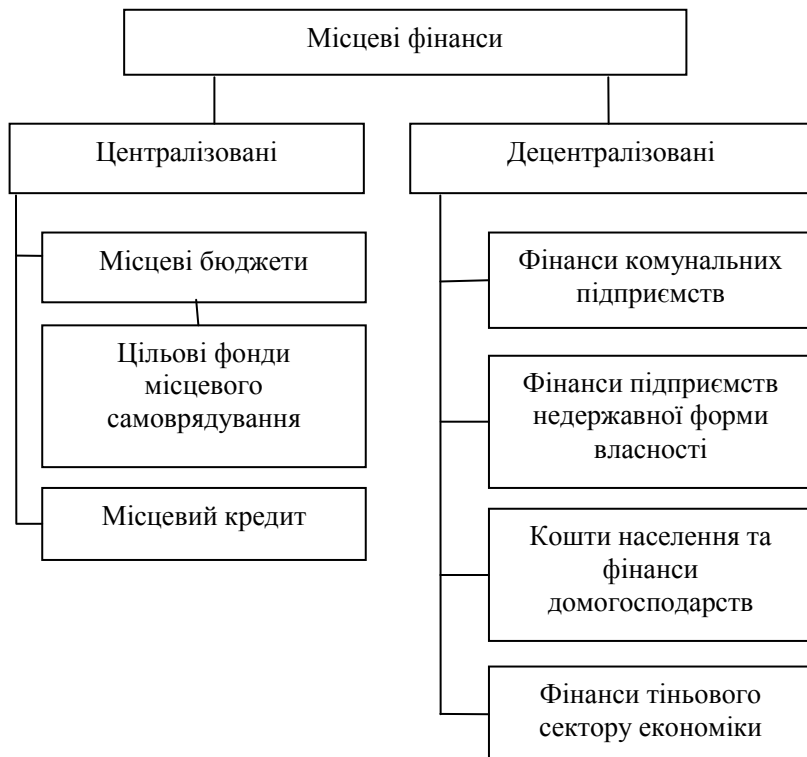 Місцеві фінанси
Централізовані
Місцеві бюджети
Цільові фонди
місцевого
самоврядування
Місцевий кредит
Децентралізовані
Фінанси комунальних
підприємств
Фінанси підприємств
недержавної форми
власності
Кошти населення та
фінанси
домогосподарств
Фінанси тіньового
сектору економіки